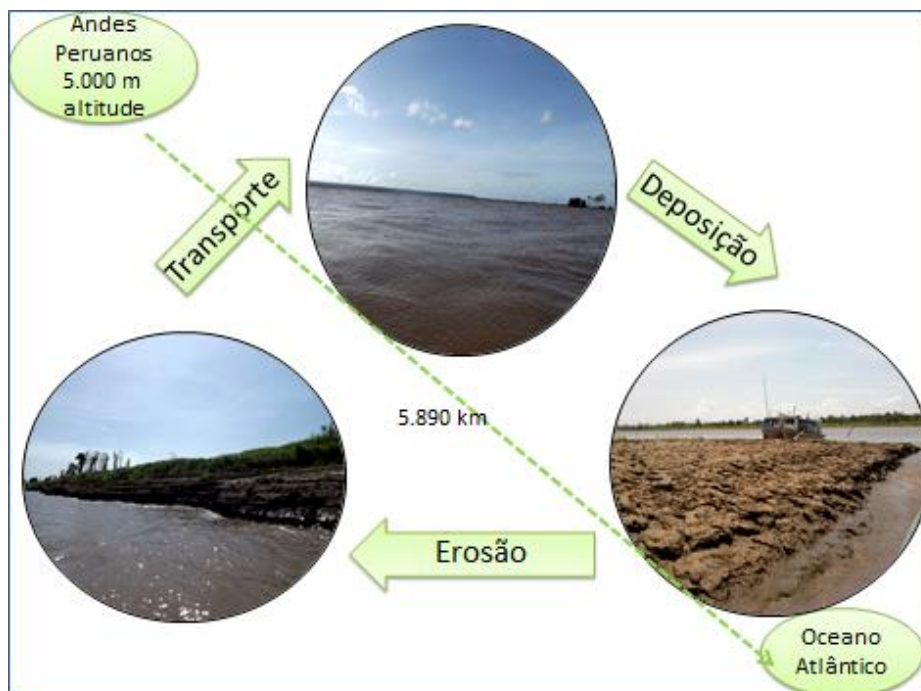 Andes
Peruanos
5.000 m
altitude
Transporte
Deposição
5.890 km
Erosão
Oceano
Atlântico